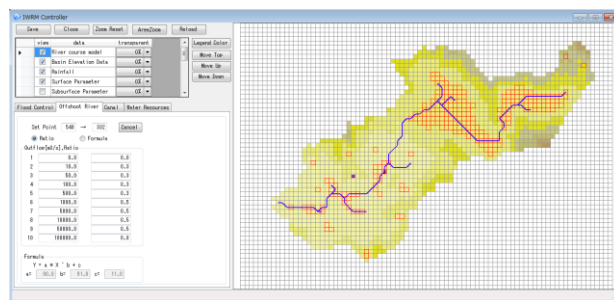 IWRM Controller
Save Close Zoom Reset AreaZoom Reload
view data transparent
River course model 0%
Basin Elevation Data 0%
Rainfall 0%
Surface Parameter 0%
Subsurface Parameter 0%
Legend Color
Move Top
Move Up
Move Down
Flood Control Offshoot River Canal Water Resources
Set Point 548 → 382 Cancel
Ratio Formula
Outflow[m3/s],Ratio
1 0.0
2 10.0 0.3
3 50.0 0.3
4 100.0 0.3
5 500.0 0.3
6 1000.0 0.5
7 5000.0 0.5
8 10000.0 0.5
9 50000.0 0.5
10 100000.0
Formula
Y = a * X ^ b + c
a= b= c=